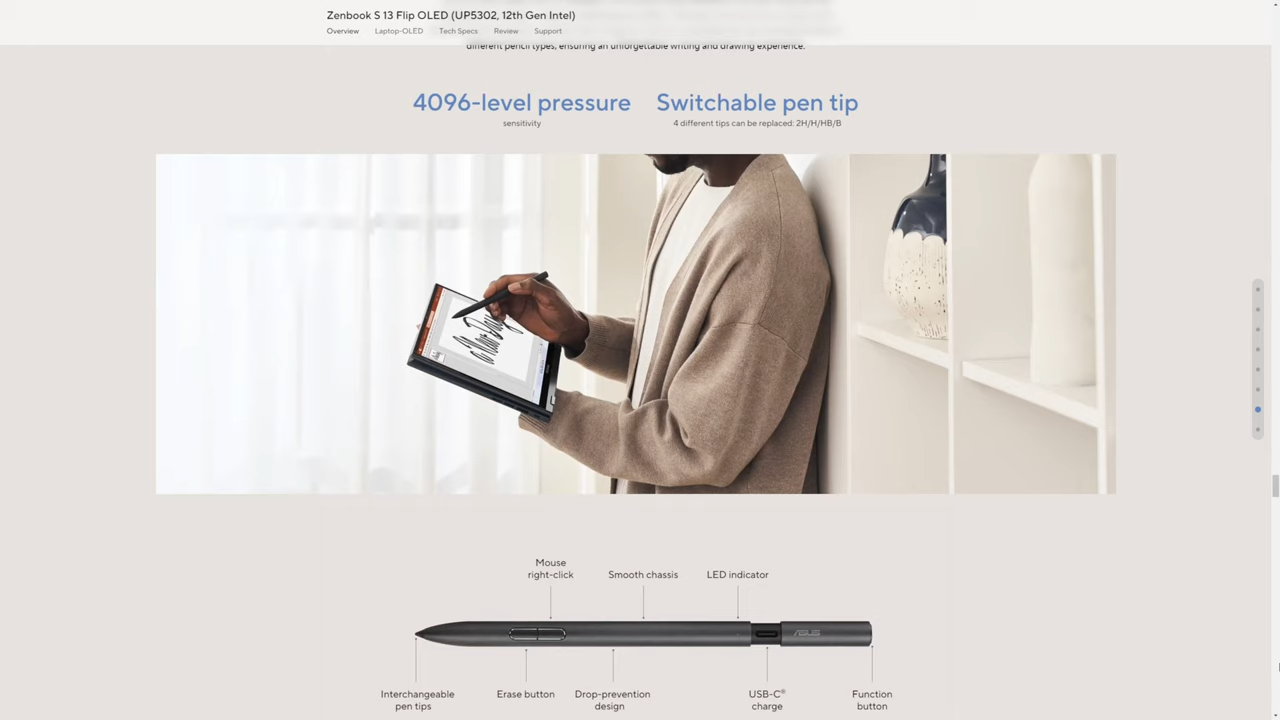 Zenbook S 13 Flip OLED (UP5302, 12th Gen Intel)
Overview Laptop-OLED Tech Specs Review Support
different pencil types, ensuring an unforgettable writing and drawing experience.
4096-level pressure Switchable pen tip
sensitivity 4 different tips can be replaced: 2H/H/HB/B
Mouse
right-click Smooth chassis LED indicator
ASUS
Interchangeable Erase button Drop-prevention USB-C® Function
pen tips design charge button